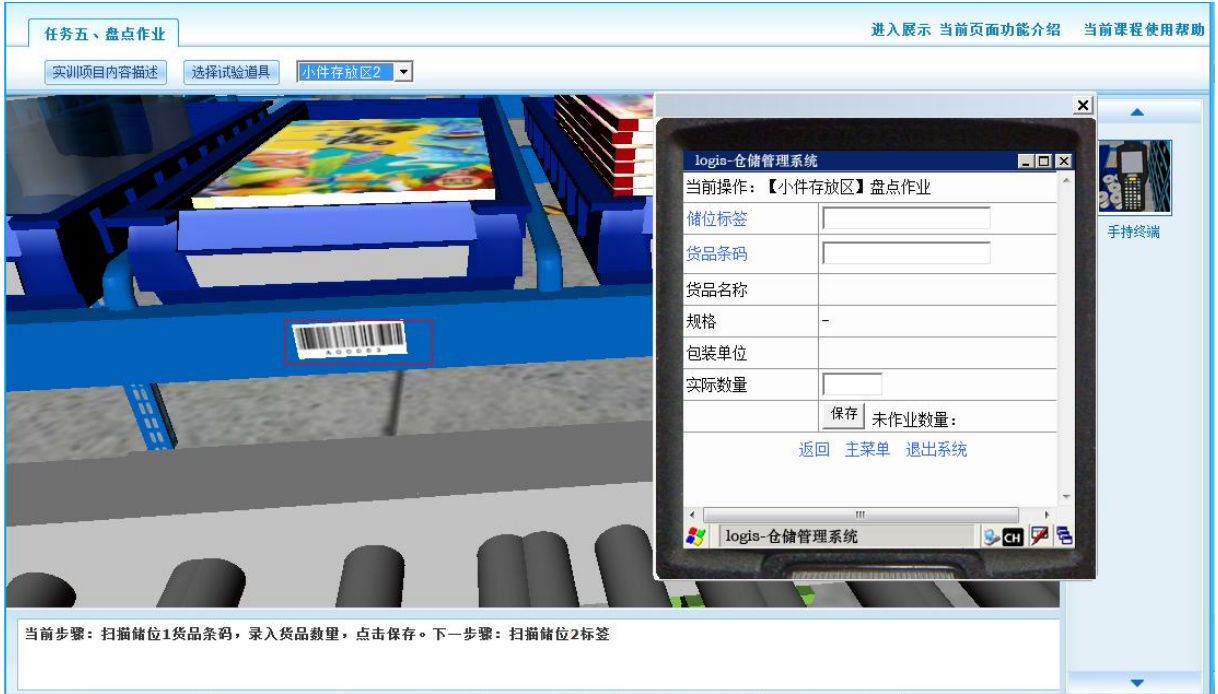 任务五、盘点作业
进入展示 当前页面功能介绍 当前课程使用帮助
实训项目内容描述 选择试验道具 小件存放区2
logis-仓储管理系统
当前操作：【小件存放区】盘点作业
储位标签
货品条码
货品名称
规格 -
包装单位
实际数量
保存 未作业数量：
返回 主菜单 退出系统
logis-仓储管理系统 CH
手持终端
当前步骤：扫描储位1货品条码，录入货品数量，点击保存。下一步骤：扫描储位2标签